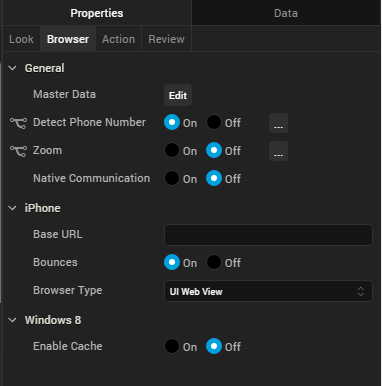 Properties Data
Look Browser Action Review
General
Master Data Edit
Detect Phone Number On Off ...
Zoom On Off ...
Native Communication On Off
iPhone
Base URL
Bounces On Off
Browser Type UI Web View
Windows 8
Enable Cache On Off